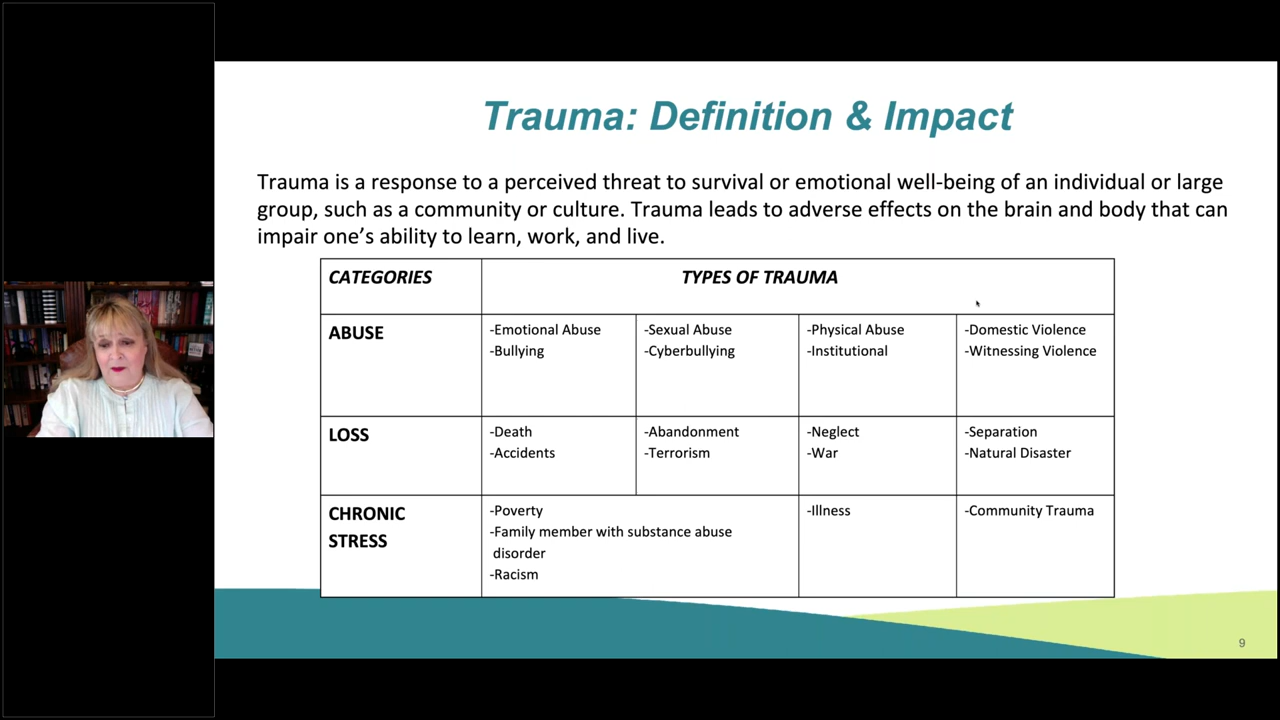 Trauma: Definition & Impact
Trauma is a response to a perceived threat to survival or emotional well-being of an individual or large
group, such as a community or culture. Trauma leads to adverse effects on the brain and body that can
impair one’s ability to learn, work, and live.
CATEGORIES
TYPES OF TRAUMA
ABUSE
-Emotional Abuse
-Bullying
-Sexual Abuse
-Cyberbullying
-Physical Abuse
-Institutional
-Domestic Violence
-Witnessing Violence
LOSS
-Death
-Accidents
-Abandonment
-Terrorism
-Neglect
-War
-Separation
-Natural Disaster
CHRONIC
STRESS
-Poverty
-Family member with substance abuse
disorder
-Racism
-Illness
-Community Trauma
9